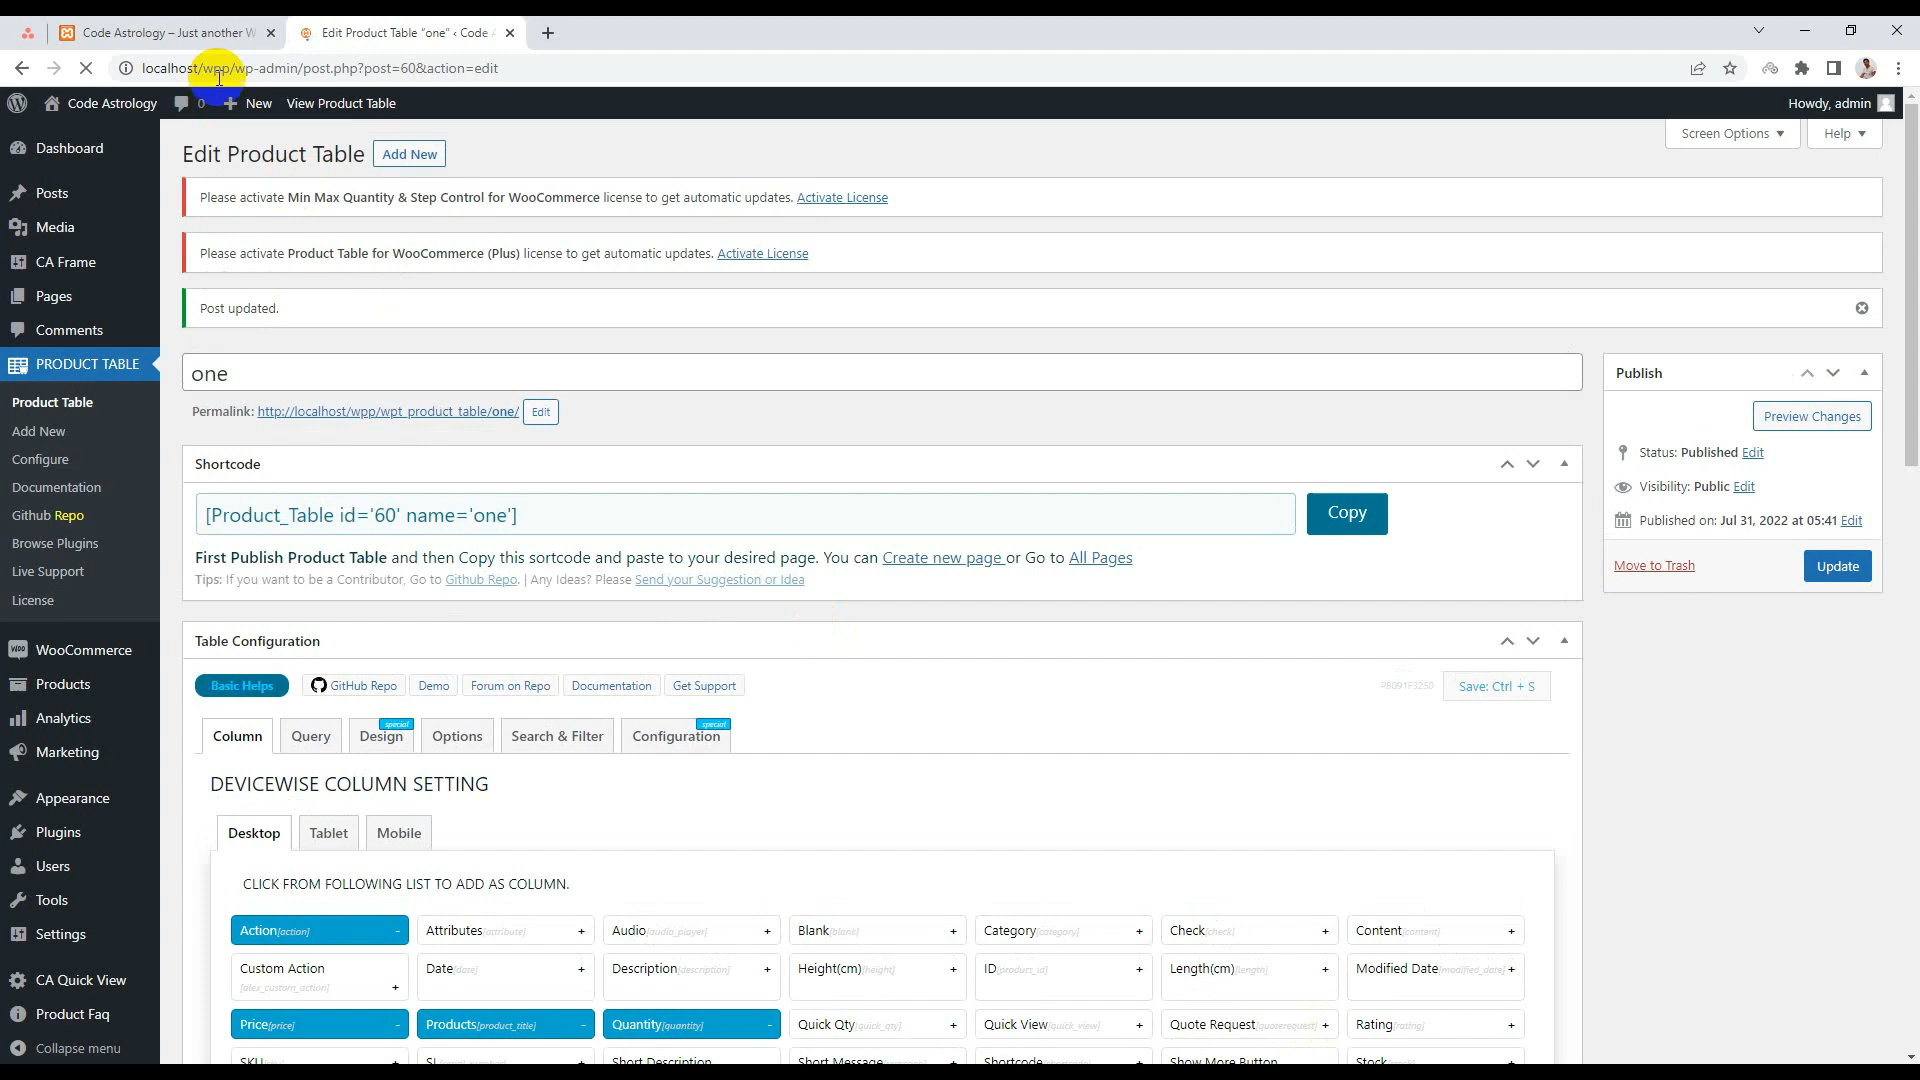 Code Astrology – Just another W
Edit Product Table "one" ‹ Code A
localhost/wpp/wp-admin/post.php?post=60&action=edit
Code Astrology
0
New
View Product Table
Howdy, admin
Screen Options
Help
Dashboard
Posts
Media
CA Frame
Pages
Comments
PRODUCT TABLE
Product Table
Add New
Configure
Documentation
Github Repo
Browse Plugins
Live Support
License
WooCommerce
Products
Analytics
Marketing
Appearance
Plugins
Users
Tools
Settings
CA Quick View
Product Faq
Collapse menu
Edit Product Table
Add New
Please activate Min Max Quantity & Step Control for WooCommerce license to get automatic updates. Activate License
Please activate Product Table for WooCommerce (Plus) license to get automatic updates. Activate License
Post updated.
one
Permalink: http://localhost/wpp/wpt_product_table/one/ Edit
Shortcode
[Product_Table id='60' name='one']
Copy
First Publish Product Table and then Copy this sortcode and paste to your desired page. You can Create new page or Go to All Pages
Tips: If you want to be a Contributor, Go to Github Repo. | Any Ideas? Please Send your Suggestion or Idea
Publish
Preview Changes
Status: Published Edit
Visibility: Public Edit
Published on: Jul 31, 2022 at 05:41 Edit
Move to Trash
Update
Table Configuration
Basic Helps
GitHub Repo
Demo
Forum on Repo
Documentation
Get Support
Save: Ctrl + S
Column
Query
Design
special
Options
Search & Filter
Configuration
special
DEVICEWISE COLUMN SETTING
Desktop
Tablet
Mobile
CLICK FROM FOLLOWING LIST TO ADD AS COLUMN.
Action[action] -
Attributes[attribute] +
Audio[audio_player] +
Blank[blank] +
Category[category] +
Check[check] +
Content[content] +
Custom Action
[alex_custom_action] +
Date[date] +
Description[description] +
Height(cm)[height] +
ID[product_id] +
Length(cm)[length] +
Modified Date[modified_date] +
Price[price] -
Products[product_title] -
Quantity[quantity] -
Quick Qty[quick_qty] +
Quick View[quick_view] +
Quote Request[quoterequest] +
Rating[rating] +
SKU
SL
Short Description
Short Message
Shortcode
Show More Button
Stock